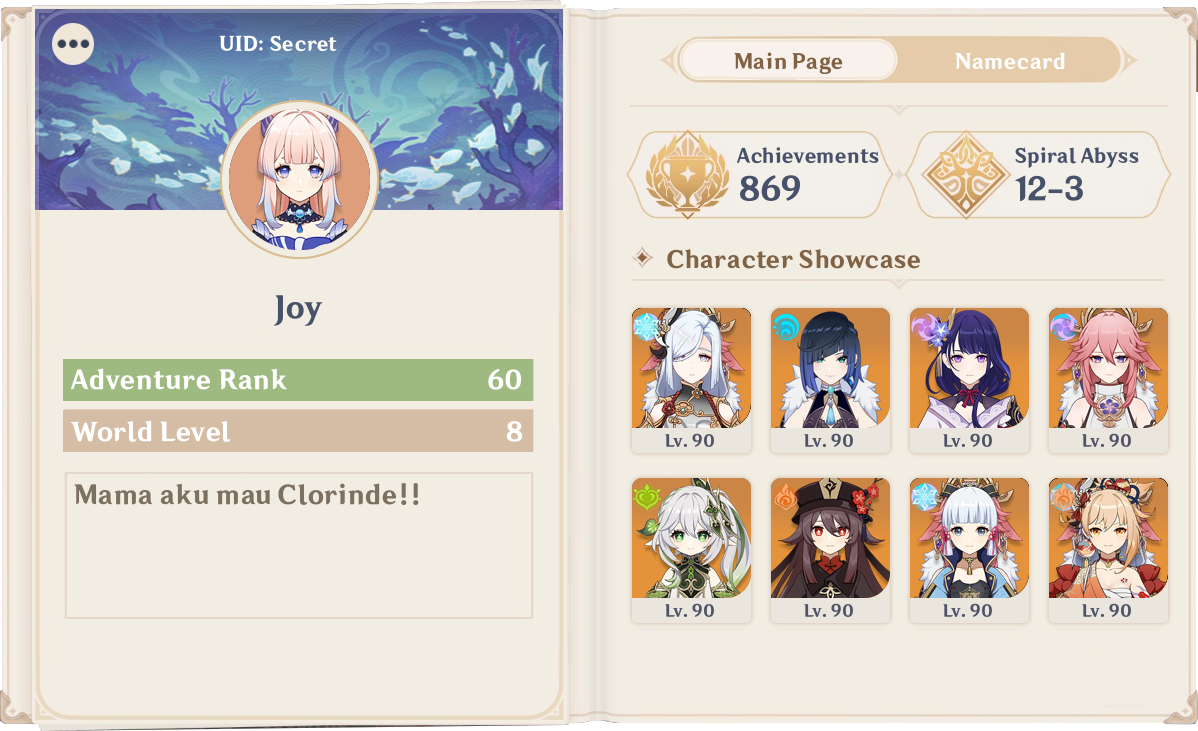 UID: Secret
Joy
Adventure Rank 60
World Level 8
Mama aku mau Clorinde!!
Main Page Namecard
Achievements
869
Spiral Abyss
12-3
Character Showcase
Lv. 90 Lv. 90 Lv. 90 Lv. 90
Lv. 90 Lv. 90 Lv. 90 Lv. 90